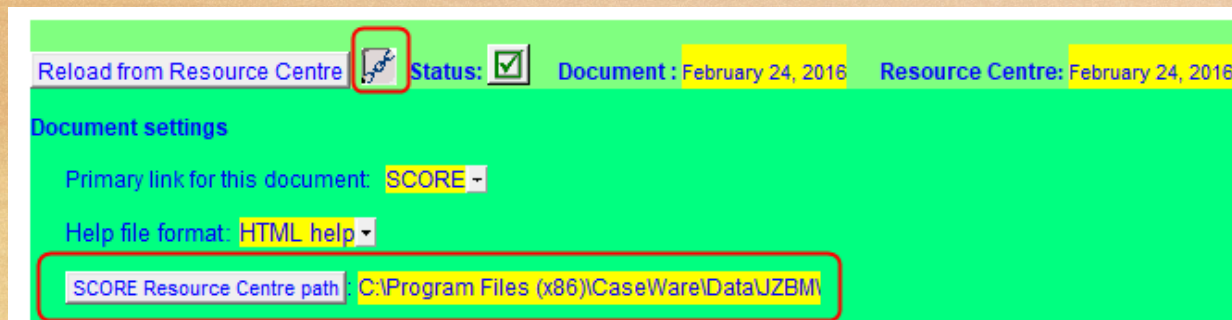 Reload from Resource Centre Status: Document : February 24, 2016 Resource Centre: February 24, 2016
Document settings
Primary link for this document: SCORE
Help file format: HTML help
SCORE Resource Centre path : C:\Program Files (x86)\CaseWare\Data\JZBM\